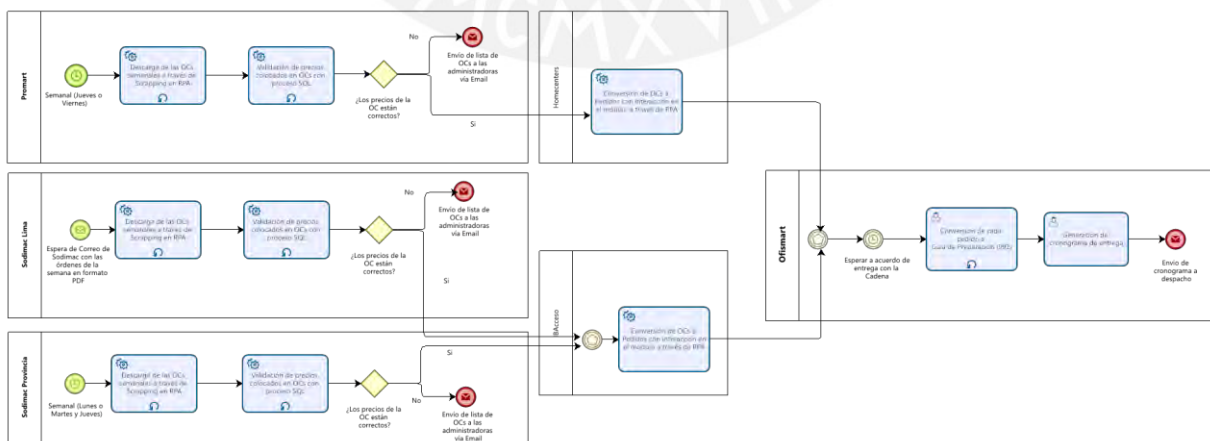 MCMXVII
Promart
Semanal (Jueves o
Viernes)
Descarga de las OCs
semanales a través de
Scrapping en RPA
Validación de precios
colocados en OCs con
proceso SQL
¿Los precios de la
OC están
correctos?
No
Si
Envío de lista de
OCs a las
administradoras
vía Email
Homecenters
Conversión de OCs a
Pedidos con interacción en
el módulo a través de RPA
Sodimac Lima
Espera de Correo de
Sodimac con las
órdenes de la
semana en formato
PDF
Descarga de las OCs
semanales a través de
Scrapping en RPA
Validación de precios
colocados en OCs con
proceso SQL
¿Los precios de la
OC están
correctos?
No
Si
Envío de lista de
OCs a las
administradoras
vía Email
BAcceso
Conversión de OCs a
Pedidos con interacción en
el módulo a través de RPA
Sodimac Provincia
Semanal (Lunes o
Martes y Jueves)
Descarga de las OCs
semanales a través de
Scrapping en RPA
Validación de precios
colocados en OCs con
proceso SQL
¿Los precios de la
OC están
correctos?
Si
No
Envío de lista de
OCs a las
administradoras
vía Email
Ofismart
Esperar a acuerdo de
entrega con la
Cadena
Conversión de cada
pedido a
Guía de Preparación
Generación de
cronograma de entrega
Envío de
cronograma a
despacho